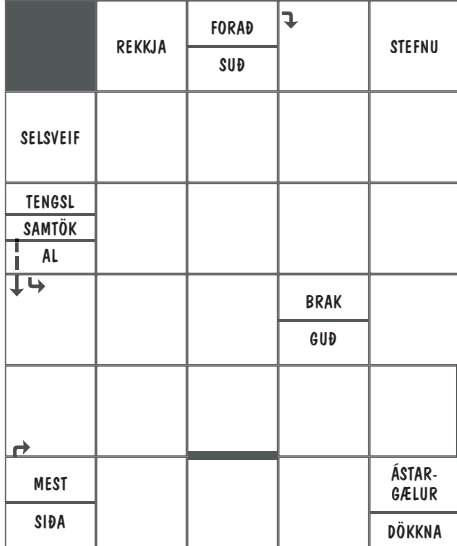 REKKJA
FORAÐ
SUÐ
STEFNU
SELSVEIF
TENGSL
SAMTÖK
AL
BRAK
GUÐ
MEST
SIÐA
ÁSTAR-
GÆLUR
DÖKKNA